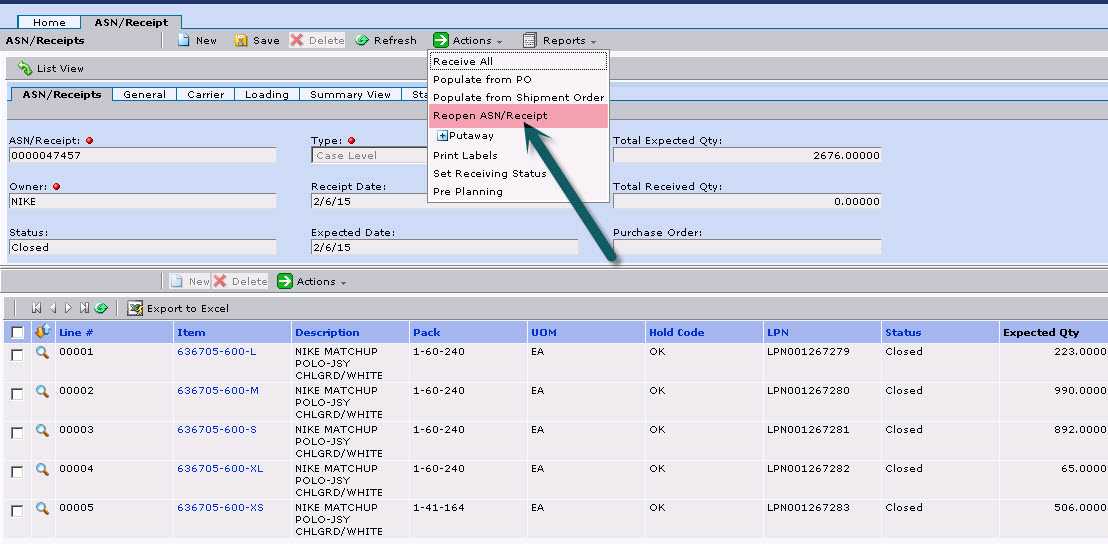 Home ASN/Receipt
ASN/Receipts New Save Delete Refresh Actions Reports
List View
ASN/Receipts General Carrier Loading Summary View Sta
Receive All
Populate from PO
Populate from Shipment Order
Reopen ASN/Receipt
Putaway
Print Labels
Set Receiving Status
Pre Planning
ASN/Receipt: Type: Total Expected Qty:
0000047457 Case Level 2676.00000
Owner: Receipt Date: Total Received Qty:
NIKE 2/6/15 0.00000
Status: Expected Date: Purchase Order:
Closed 2/6/15
New Delete Actions
Export to Excel
Line # Item Description Pack UOM Hold Code LPN Status Expected Qty
00001 636705-600-L NIKE MATCHUP 1-60-240 EA OK LPN001267279 Closed 223.0000
POLO-JSY
CHLGRD/WHITE
00002 636705-600-M NIKE MATCHUP 1-60-240 EA OK LPN001267280 Closed 990.0000
POLO-JSY
CHLGRD/WHITE
00003 636705-600-S NIKE MATCHUP 1-60-240 EA OK LPN001267281 Closed 892.0000
POLO-JSY
CHLGRD/WHITE
00004 636705-600-XL NIKE MATCHUP 1-60-240 EA OK LPN001267282 Closed 65.0000
POLO-JSY
CHLGRD/WHITE
00005 636705-600-XS NIKE MATCHUP 1-41-164 EA OK LPN001267283 Closed 506.0000
POLO-JSY
CHLGRD/WHITE